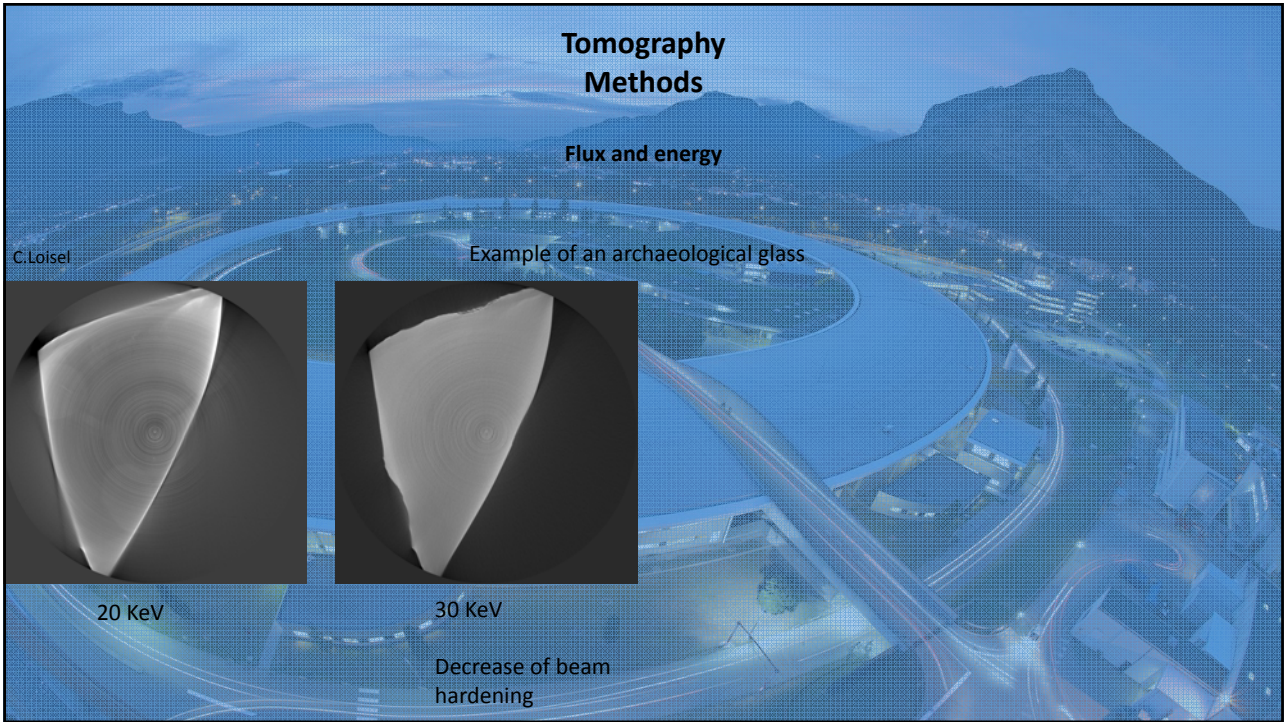 Tomography
Methods
Flux and energy
C.Loisel
Example of an archaeological glass
20 KeV
30 KeV
Decrease of beam
hardening